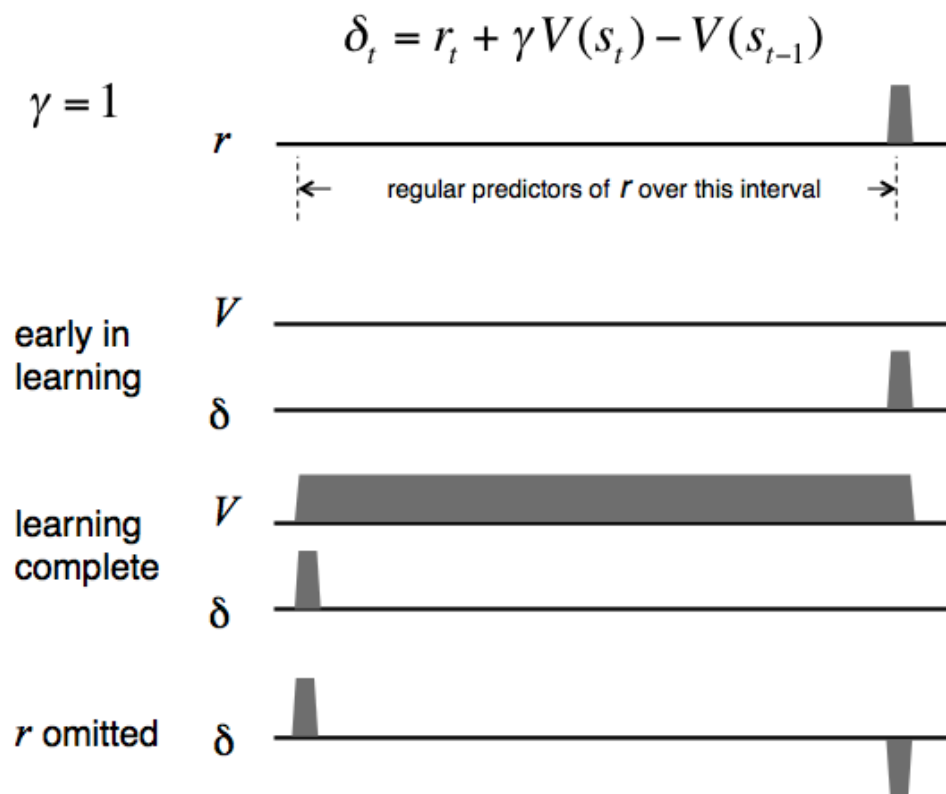 δₜ = rₜ + γV(sₜ) − V(sₜ₋₁)
γ = 1
r
regular predictors of r over this interval
early in
learning
V
δ
learning
complete
V
δ
r omitted
δ